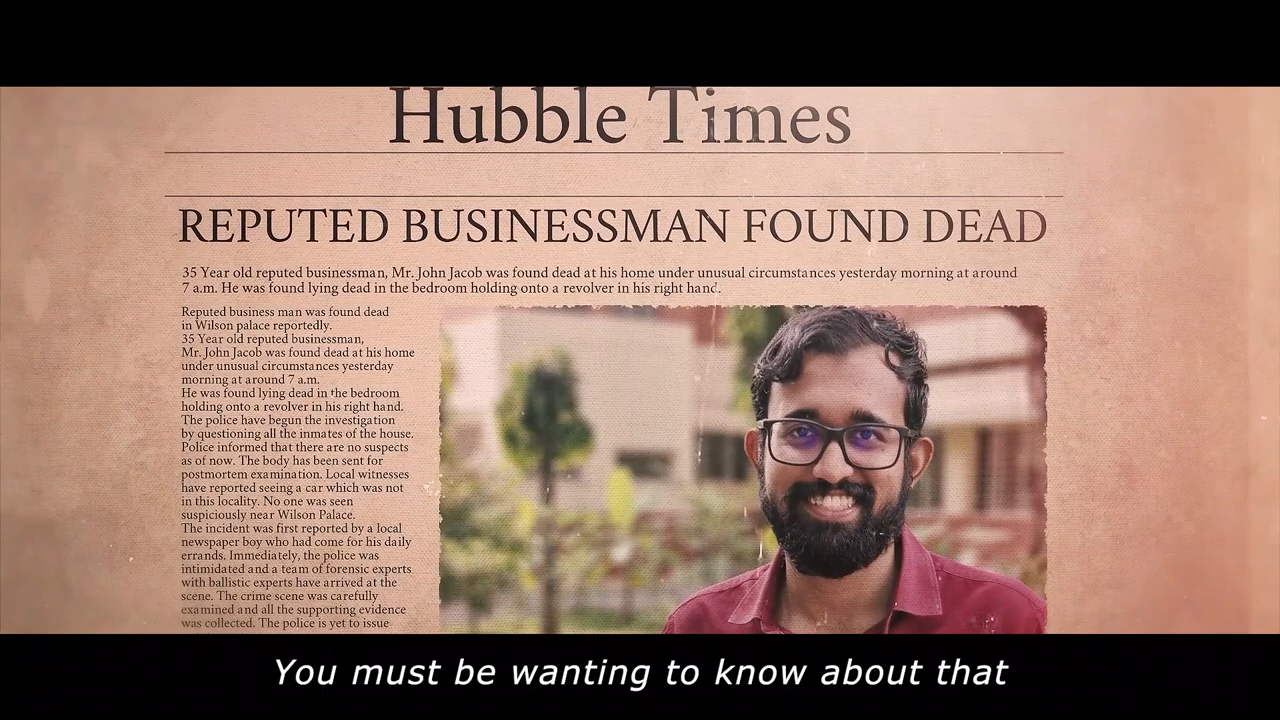 Hubble Times
REPUTED BUSINESSMAN FOUND DEAD
35 Year old reputed businessman, Mr. John Jacob was found dead at his home under unusual circumstances yesterday morning at around
7 a.m. He was found lying dead in the bedroom holding onto a revolver in his right hand.
Reputed business man was found dead
in Wilson palace reportedly.
35 Year old reputed businessman,
Mr. John Jacob was found dead at his home
under unusual circumstances yesterday
morning at around 7 a.m.
He was found lying dead in the bedroom
holding onto a revolver in his right hand.
The police have begun the investigation
by questioning all the inmates of the house.
Police informed that there are no suspects
as of now. The body has been sent for
postmortem examination. Local witnesses
have reported seeing a car which was not
in this locality. No one was seen
suspiciously near Wilson Palace.
The incident was first reported by a local
newspaper boy who had come for his daily
errands. Immediately, the police was
intimidated and a team of forensic experts
with ballistic experts have arrived at the
scene. The crime scene was carefully
examined and all the supporting evidence
was collected. The police is yet to issue
You must be wanting to know about that